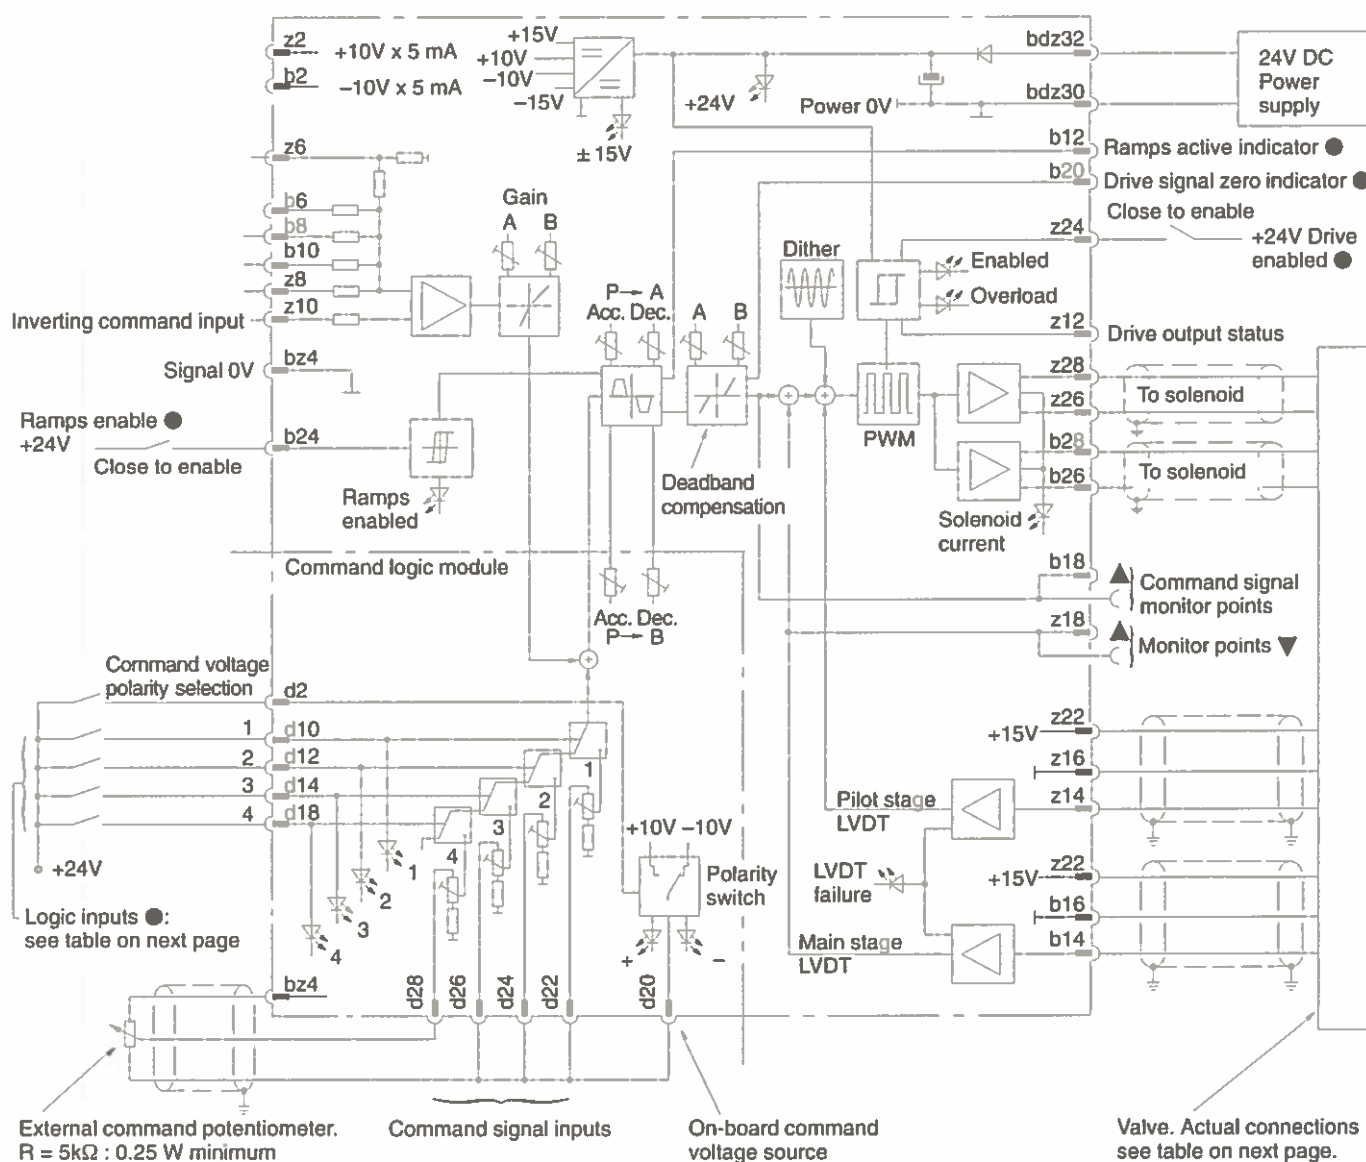 z2
+10V x 5 mA
b2
−10V x 5 mA
+15V
+10V
−10V
−15V
±15V
+24V
Power 0V
bdz32
bdz30
24V DC
Power
supply
z6
b6
b8
b10
z8
z10
Inverting command input
Gain
A B
b12
Ramps active indicator ●
b20
Drive signal zero indicator ●
Close to enable
z24
+24V Drive
enabled ●
Dither
Enabled
Overload
z12
Drive output status
P → A
Acc. Dec.
A B
Signal 0V
bz4
Ramps enable ●
+24V
Close to enable
b24
Ramps
enabled
Deadband
compensation
PWM
z28
To solenoid
z26
b28
To solenoid
b26
Solenoid
current
Command logic module
Acc. Dec.
P → B
b18
▲
Command signal
monitor points
z18
▲
Monitor points ▼
Command voltage
polarity selection
d2
1 d10
2 d12
3 d14
4 d18
+24V
Logic inputs ●:
see table on next page
1
2
3
4
1
2
3
4
+10V −10V
Polarity
switch
+ −
Pilot stage
LVDT
LVDT
failure
Main stage
LVDT
z22
+15V
z16
z14
z22
+15V
b16
b14
bz4
d28
d26
d24
d22
d20
External command potentiometer.
R = 5kΩ : 0.25 W minimum
Command signal inputs
On-board command
voltage source
Valve. Actual connections
see table on next page.